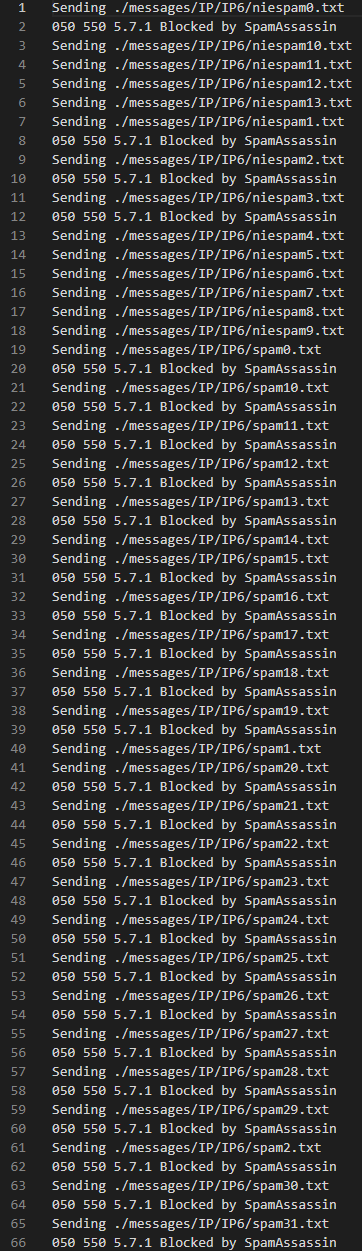 1 Sending ./messages/IP/IP6/niespam0.txt
2 050 550 5.7.1 Blocked by SpamAssassin
3 Sending ./messages/IP/IP6/niespam10.txt
4 Sending ./messages/IP/IP6/niespam11.txt
5 Sending ./messages/IP/IP6/niespam12.txt
6 Sending ./messages/IP/IP6/niespam13.txt
7 Sending ./messages/IP/IP6/niespam1.txt
8 050 550 5.7.1 Blocked by SpamAssassin
9 Sending ./messages/IP/IP6/niespam2.txt
10 050 550 5.7.1 Blocked by SpamAssassin
11 Sending ./messages/IP/IP6/niespam3.txt
12 050 550 5.7.1 Blocked by SpamAssassin
13 Sending ./messages/IP/IP6/niespam4.txt
14 Sending ./messages/IP/IP6/niespam5.txt
15 Sending ./messages/IP/IP6/niespam6.txt
16 Sending ./messages/IP/IP6/niespam7.txt
17 Sending ./messages/IP/IP6/niespam8.txt
18 Sending ./messages/IP/IP6/niespam9.txt
19 Sending ./messages/IP/IP6/spam0.txt
20 050 550 5.7.1 Blocked by SpamAssassin
21 Sending ./messages/IP/IP6/spam10.txt
22 050 550 5.7.1 Blocked by SpamAssassin
23 Sending ./messages/IP/IP6/spam11.txt
24 050 550 5.7.1 Blocked by SpamAssassin
25 Sending ./messages/IP/IP6/spam12.txt
26 050 550 5.7.1 Blocked by SpamAssassin
27 Sending ./messages/IP/IP6/spam13.txt
28 050 550 5.7.1 Blocked by SpamAssassin
29 Sending ./messages/IP/IP6/spam14.txt
30 Sending ./messages/IP/IP6/spam15.txt
31 050 550 5.7.1 Blocked by SpamAssassin
32 Sending ./messages/IP/IP6/spam16.txt
33 050 550 5.7.1 Blocked by SpamAssassin
34 Sending ./messages/IP/IP6/spam17.txt
35 050 550 5.7.1 Blocked by SpamAssassin
36 Sending ./messages/IP/IP6/spam18.txt
37 050 550 5.7.1 Blocked by SpamAssassin
38 Sending ./messages/IP/IP6/spam19.txt
39 050 550 5.7.1 Blocked by SpamAssassin
40 Sending ./messages/IP/IP6/spam1.txt
41 Sending ./messages/IP/IP6/spam20.txt
42 050 550 5.7.1 Blocked by SpamAssassin
43 Sending ./messages/IP/IP6/spam21.txt
44 050 550 5.7.1 Blocked by SpamAssassin
45 Sending ./messages/IP/IP6/spam22.txt
46 050 550 5.7.1 Blocked by SpamAssassin
47 Sending ./messages/IP/IP6/spam23.txt
48 050 550 5.7.1 Blocked by SpamAssassin
49 Sending ./messages/IP/IP6/spam24.txt
50 050 550 5.7.1 Blocked by SpamAssassin
51 Sending ./messages/IP/IP6/spam25.txt
52 050 550 5.7.1 Blocked by SpamAssassin
53 Sending ./messages/IP/IP6/spam26.txt
54 050 550 5.7.1 Blocked by SpamAssassin
55 Sending ./messages/IP/IP6/spam27.txt
56 050 550 5.7.1 Blocked by SpamAssassin
57 Sending ./messages/IP/IP6/spam28.txt
58 050 550 5.7.1 Blocked by SpamAssassin
59 Sending ./messages/IP/IP6/spam29.txt
60 050 550 5.7.1 Blocked by SpamAssassin
61 Sending ./messages/IP/IP6/spam2.txt
62 050 550 5.7.1 Blocked by SpamAssassin
63 Sending ./messages/IP/IP6/spam30.txt
64 050 550 5.7.1 Blocked by SpamAssassin
65 Sending ./messages/IP/IP6/spam31.txt
66 050 550 5.7.1 Blocked by SpamAssassin